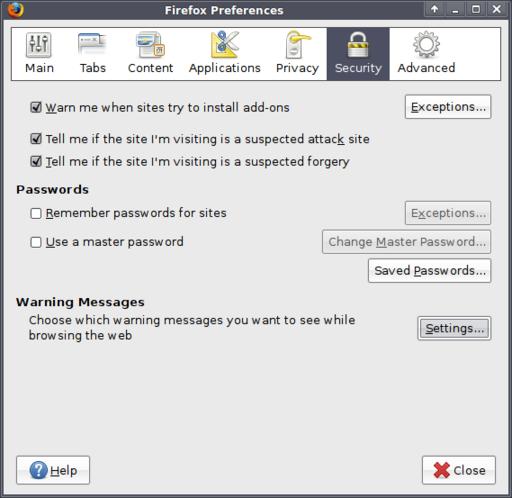 Firefox Preferences
Main Tabs Content Applications Privacy Security Advanced
Warn me when sites try to install add-ons Exceptions...
Tell me if the site I'm visiting is a suspected attack site
Tell me if the site I'm visiting is a suspected forgery
Passwords
Remember passwords for sites Exceptions...
Use a master password Change Master Password...
Saved Passwords...
Warning Messages
Choose which warning messages you want to see while
browsing the web
Settings...
Help Close